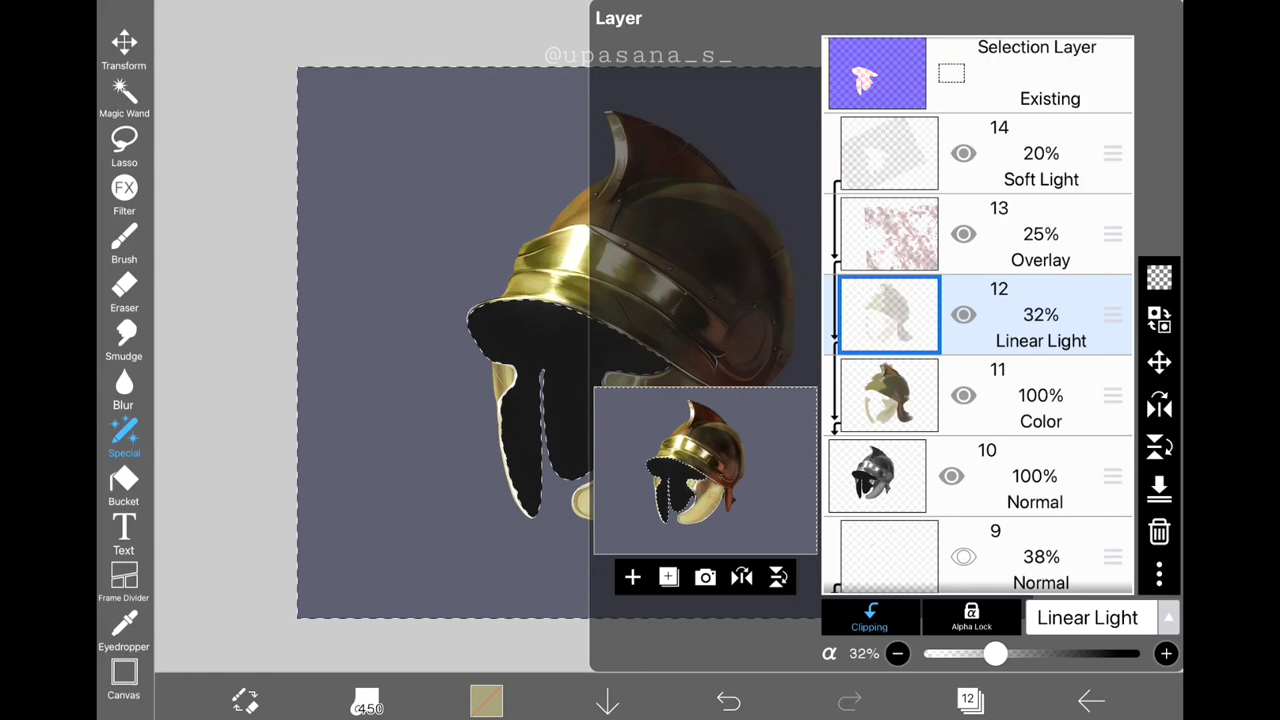 Layer
@upasana_s_
Transform
Magic Wand
Lasso
FX
Filter
Brush
Eraser
Smudge
Blur
Special
Bucket
T
Text
Frame Divider
Eyedropper
Canvas
Selection Layer
Existing
14
20%
Soft Light
13
25%
Overlay
12
32%
Linear Light
11
100%
Color
10
100%
Normal
9
38%
Normal
Clipping
α
Alpha Lock
Linear Light
α 32%
450
12